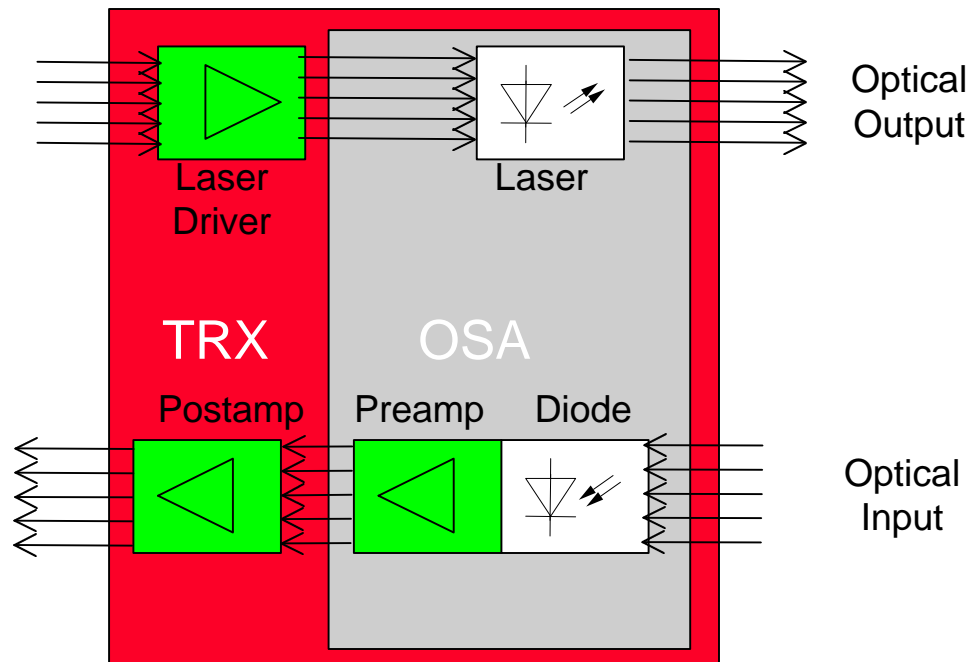 Optical
Output
Laser
Driver
Laser
TRX
OSA
Postamp
Preamp
Diode
Optical
Input